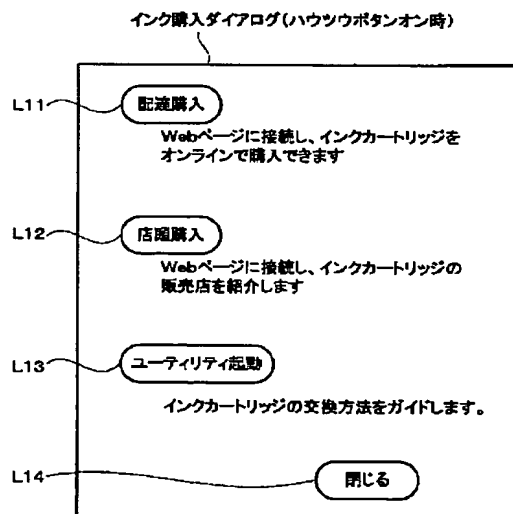 インク購入ダイアログ(ハウツウボタンオン時)
L11
配達購入
Webページに接続し、インクカートリッジを
オンラインで購入できます
L12
店頭購入
Webページに接続し、インクカートリッジの
販売店を紹介します
L13
ユーティリティ起動
インクカートリッジの交換方法をガイドします。
L14
閉じる